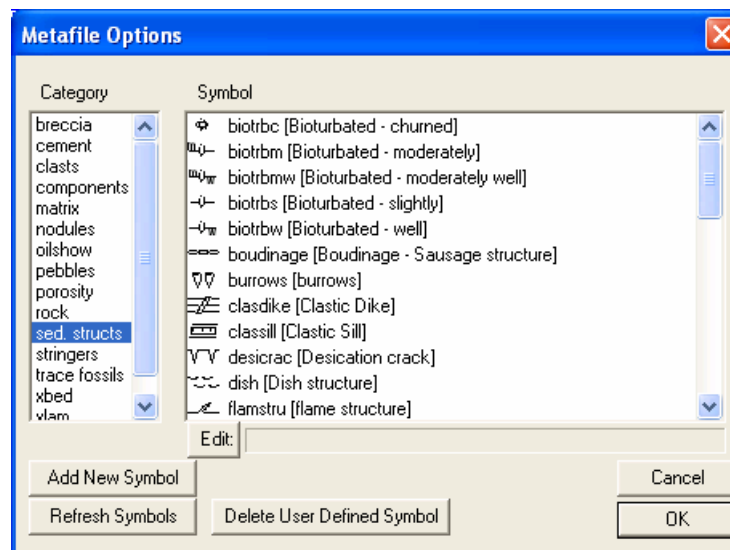 Metafile Options
Category
Symbol
breccia
cement
clasts
components
matrix
nodules
oilshow
pebbles
porosity
rock
sed. structs
stringers
trace fossils
xbed
xlam
biotrbc [Bioturbated - churned]
biotrbm [Bioturbated - moderately]
biotrbmw [Bioturbated - moderately well]
biotrbs [Bioturbated - slightly]
biotrbw [Bioturbated - well]
boudinage [Boudinage - Sausage structure]
burrows [burrows]
clasdike [Clastic Dike]
classill [Clastic Sill]
desicrac [Desication crack]
dish [Dish structure]
flamstru [flame structure]
Edit:
Add New Symbol
Cancel
Refresh Symbols
Delete User Defined Symbol
OK